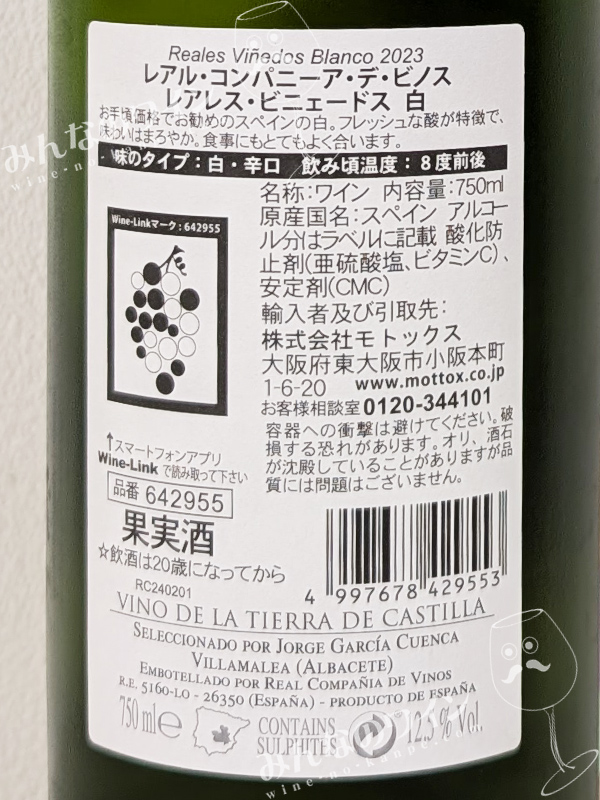 Reales Viñedos Blanco 2023
レアル・コンパニーア・デ・ビノス
レアレス・ビニェードス 白
お手頃価格でお勧めのスペインの白。フレッシュな酸が特徴で、
味わいはまろやか。食事にもとてもよく合います。
味のタイプ：白・辛口 飲み頃温度：8度前後
Wine-Linkマーク：642955
名称：ワイン 内容量：750ml
原産国名：スペイン アルコー
ル分はラベルに記載 酸化防
止剤(亜硫酸塩、ビタミンC)、
安定剤(CMC)
輸入者及び引取先：
株式会社モトックス
大阪府東大阪市小阪本町
1-6-20 www.mottox.co.jp
お客様相談室 0120-344101
容器への衝撃は避けてください。破
損する恐れがあります。オリ、酒石
が沈殿していることがありますが品
質には問題はございません。
↑スマートフォンアプリ
Wine-Link で読み取って下さい
品番 642955
果実酒
☆飲酒は20歳になってから
RC240201
4 997678 429553
VINO DE LA TIERRA DE CASTILLA
SELECCIONADO POR JORGE GARCÍA CUENCA
VILLAMALEA (ALBACETE)
EMBOTELLADO POR REAL COMPAÑIA DE VINOS
R.E. 5160-LO - 26350 (ESPAÑA) - PRODUCTO DE ESPAÑA
750 ml e
CONTAINS
SULPHITES
12.5 % Vol.
みんなのワイン
wine-no-kanpe.com